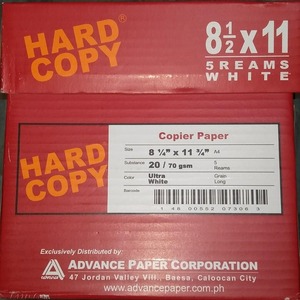 HARD COPY®
8½ x 11
5 REAMS
WHITE
HARD COPY®
Copier Paper
Size 8 ¼" x 11 ¾" A4
Substance 20 / 70 gsm 5 Reams
Color Ultra White Grain Long
Barcode
Exclusively Distributed by:
ADVANCE PAPER CORPORATION
47 Jordan Valley Vill., Baesa, Caloocan City
www.advancepaper.com.ph